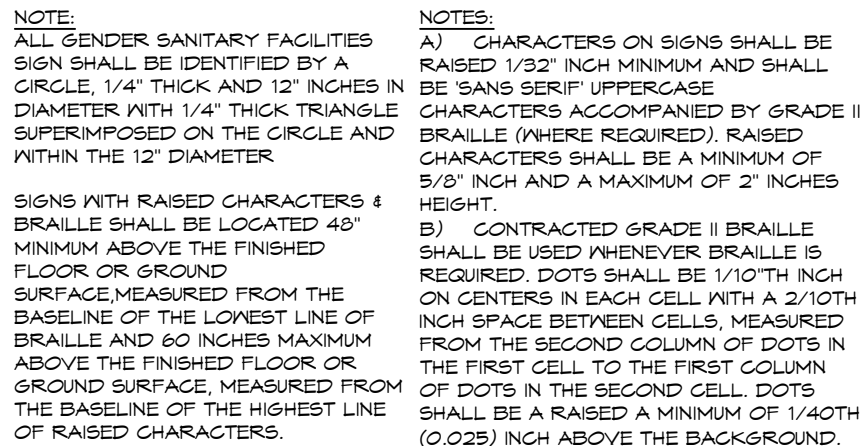 NOTE:
ALL GENDER SANITARY FACILITIES
SIGN SHALL BE IDENTIFIED BY A
CIRCLE, 1/4" THICK AND 12" INCHES IN
DIAMETER WITH 1/4" THICK TRIANGLE
SUPERIMPOSED ON THE CIRCLE AND
WITHIN THE 12" DIAMETER
SIGNS WITH RAISED CHARACTERS &
BRAILLE SHALL BE LOCATED 48"
MINIMUM ABOVE THE FINISHED
FLOOR OR GROUND
SURFACE,MEASURED FROM THE
BASELINE OF THE LOWEST LINE OF
BRAILLE AND 60 INCHES MAXIMUM
ABOVE THE FINISHED FLOOR OR
GROUND SURFACE, MEASURED FROM
THE BASELINE OF THE HIGHEST LINE
OF RAISED CHARACTERS.
NOTES:
A) CHARACTERS ON SIGNS SHALL BE
RAISED 1/32" INCH MINIMUM AND SHALL
BE 'SANS SERIF' UPPERCASE
CHARACTERS ACCOMPANIED BY GRADE II
BRAILLE (WHERE REQUIRED). RAISED
CHARACTERS SHALL BE A MINIMUM OF
5/8" INCH AND A MAXIMUM OF 2" INCHES
HEIGHT.
B) CONTRACTED GRADE II BRAILLE
SHALL BE USED WHENEVER BRAILLE IS
REQUIRED. DOTS SHALL BE 1/10"TH INCH
ON CENTERS IN EACH CELL WITH A 2/10TH
INCH SPACE BETWEEN CELLS, MEASURED
FROM THE SECOND COLUMN OF DOTS IN
THE FIRST CELL TO THE FIRST COLUMN
OF DOTS IN THE SECOND CELL. DOTS
SHALL BE A RAISED A MINIMUM OF 1/40TH
(0.025) INCH ABOVE THE BACKGROUND.